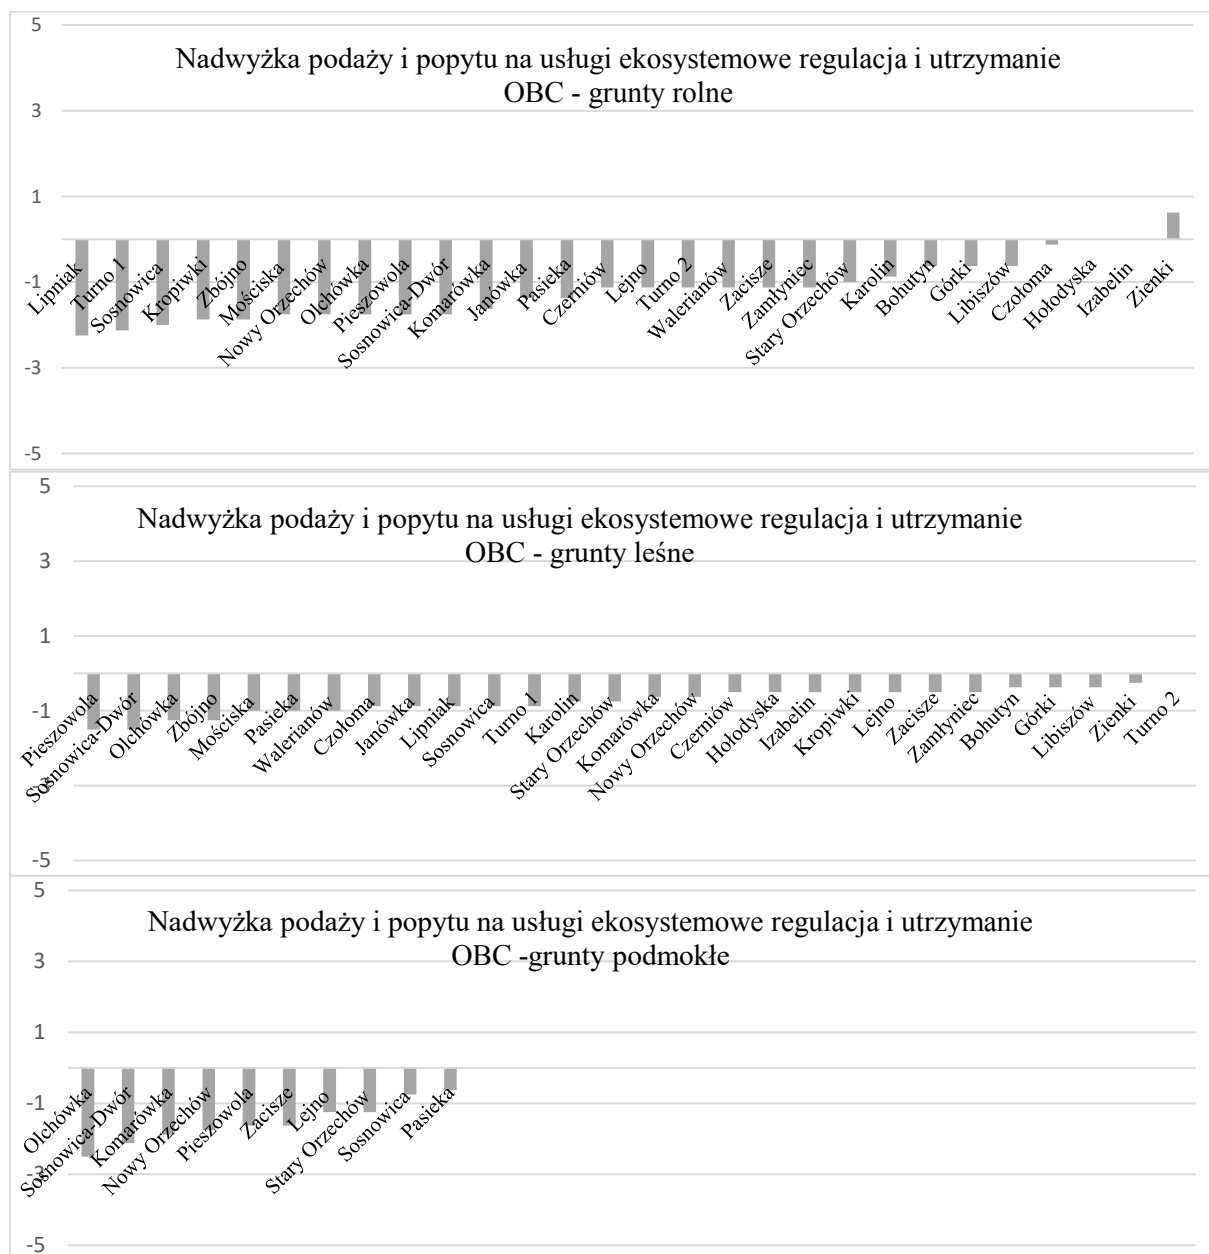 5
Nadwyżka podaży i popytu na usługi ekosystemowe regulacja i utrzymanie
OBC - grunty rolne
3
1
-1
-3
-5
Lipniak
Turno 1
Sosnowica
Kropiwki
Zbójno
Mościska
Nowy Orzechów
Olchówka
Pieszowola
Sosnowica-Dwór
Komarówka
Janówka
Pasieka
Czerniów
Lejno
Turno 2
Walerianów
Zacisze
Zamłyniec
Stary Orzechów
Karolin
Bohutyn
Górki
Libiszów
Czołoma
Hołodyska
Izabelin
Zienki
5
Nadwyżka podaży i popytu na usługi ekosystemowe regulacja i utrzymanie
OBC - grunty leśne
3
1
-1
-3
-5
Pieszowola
Sosnowica-Dwór
Olchówka
Zbójno
Mościska
Pasieka
Walerianów
Czołoma
Janówka
Lipniak
Sosnowica
Turno 1
Karolin
Stary Orzechów
Komarówka
Nowy Orzechów
Czerniów
Hołodyska
Izabelin
Kropiwki
Lejno
Zacisze
Zamłyniec
Bohutyn
Górki
Libiszów
Zienki
Turno 2
5
Nadwyżka podaży i popytu na usługi ekosystemowe regulacja i utrzymanie
OBC -grunty podmokłe
3
1
-1
-3
-5
Olchówka
Sosnowica-Dwór
Komarówka
Nowy Orzechów
Pieszowola
Zacisze
Lejno
Stary Orzechów
Sosnowica
Pasieka